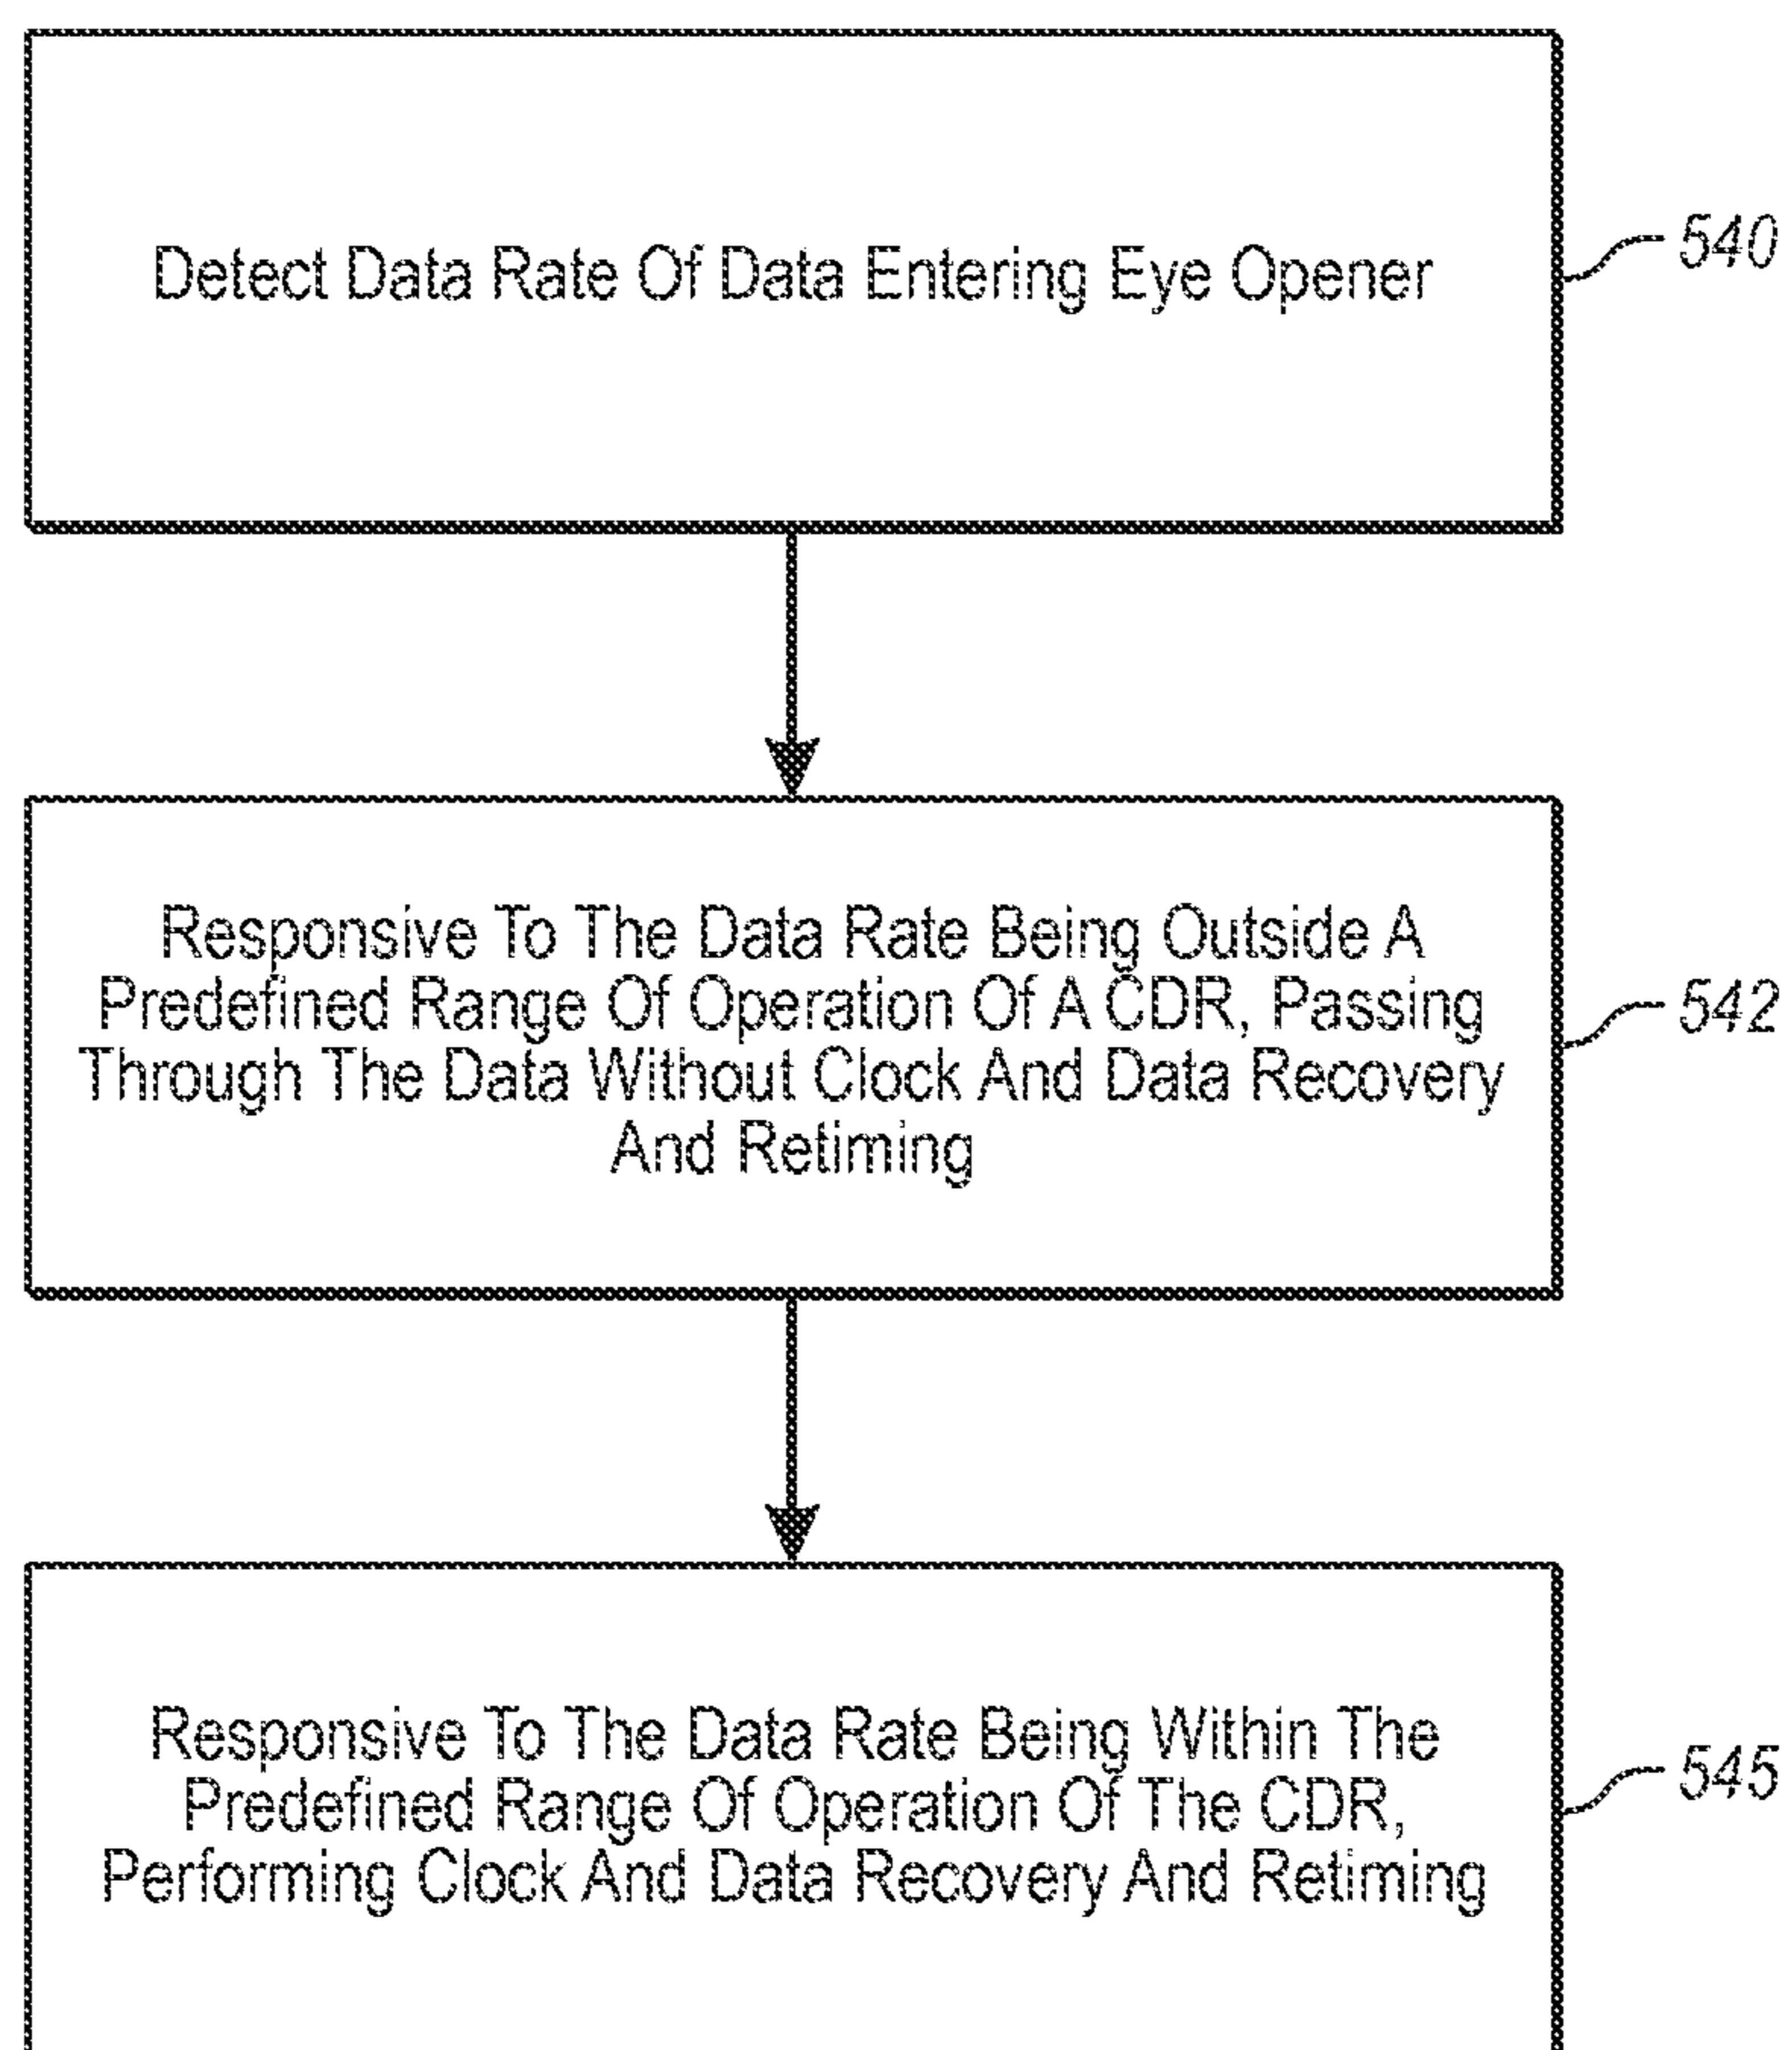 Detect Data Rate Of Data Entering Eye Opener
540
Responsive To The Data Rate Being Outside A
Predefined Range Of Operation Of A CDR, Passing
Through The Data Without Clock And Data Recovery
And Retiming
542
Responsive To The Data Rate Being Within The
Predefined Range Of Operation Of The CDR,
Performing Clock And Data Recovery And Retiming
545